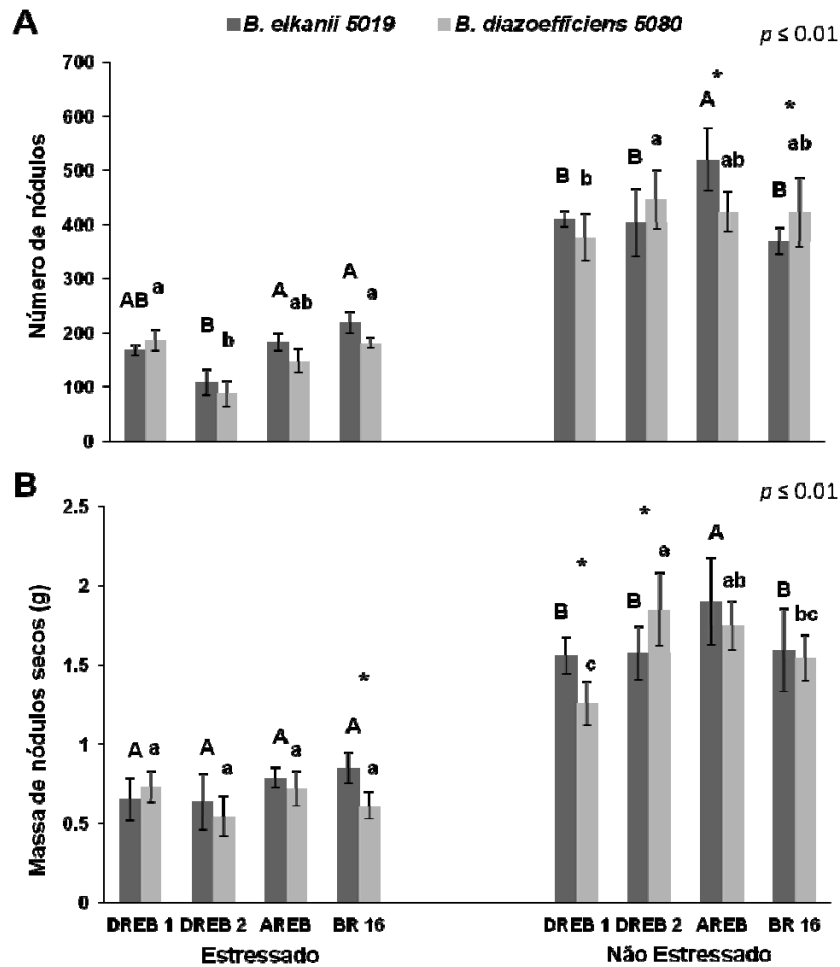 A
B. elkanii 5019 B. diazoefficiens 5080
p ≤ 0.01
Número de nódulos
700
600
500
400
300
200
100
0
AB a
B b
A ab
A a
B b
B a
A ab *
B ab *
B
p ≤ 0.01
Massa de nódulos secos (g)
2.5
2
1.5
1
0.5
0
A a
A a
A a
A a *
B c *
B a *
A ab
B bc
DREB 1 DREB 2 AREB BR 16 DREB 1 DREB 2 AREB BR 16
Estressado Não Estressado